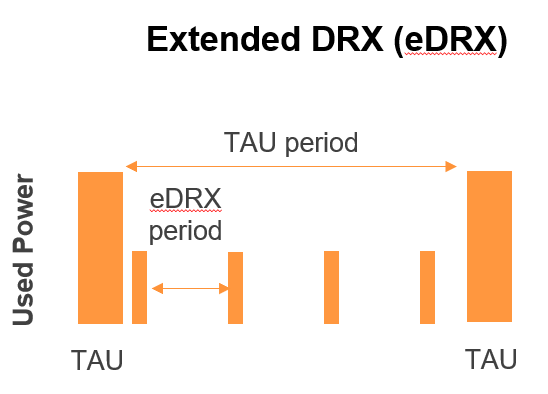 Extended DRX (eDRX)
TAU period
eDRX
period
Used Power
TAU
TAU